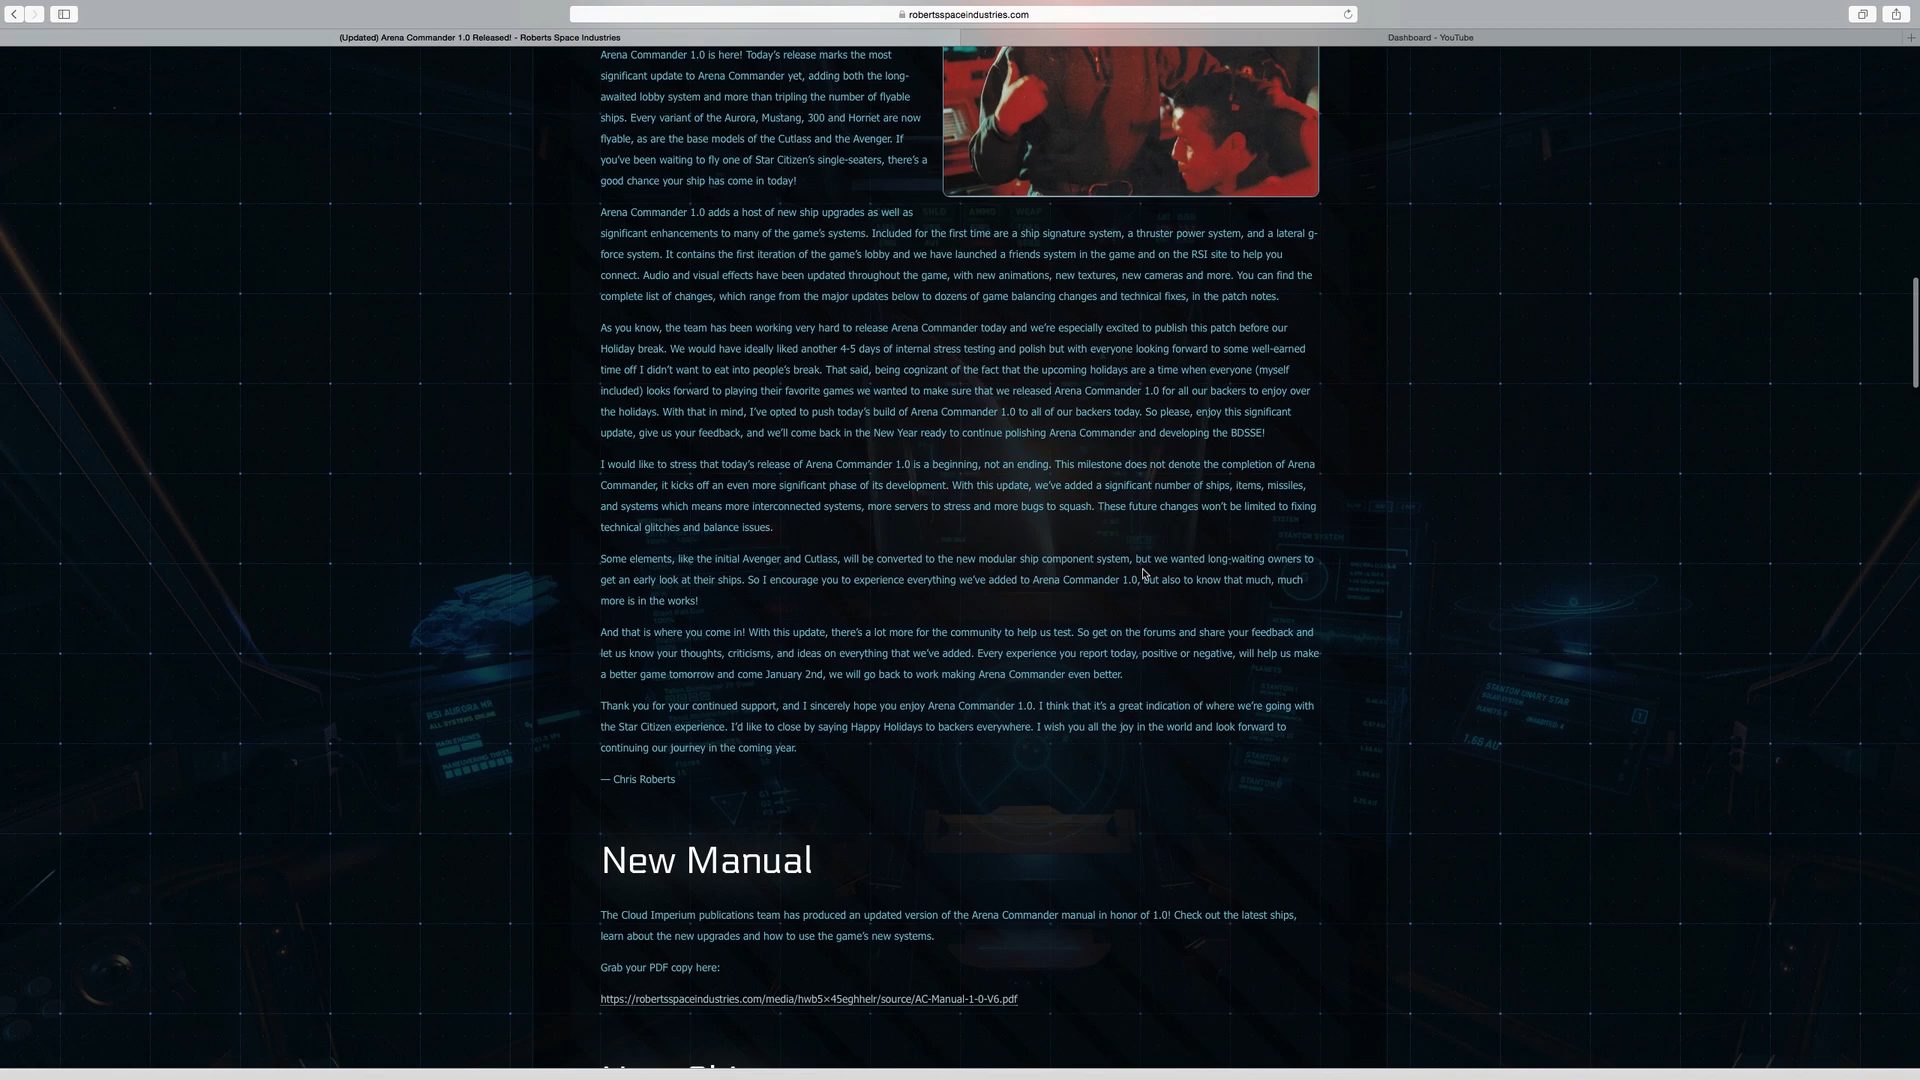 robertsspaceindustries.com
(Updated) Arena Commander 1.0 Released! - Roberts Space Industries
Dashboard - YouTube
Arena Commander 1.0 is here! Today's release marks the most
significant update to Arena Commander yet, adding both the long-
awaited lobby system and more than tripling the number of flyable
ships. Every variant of the Aurora, Mustang, 300 and Hornet are now
flyable, as are the base models of the Cutlass and the Avenger. If
you've been waiting to fly one of Star Citizen's single-seaters, there's a
good chance your ship has come in today!
Arena Commander 1.0 adds a host of new ship upgrades as well as
significant enhancements to many of the game's systems. Included for the first time are a ship signature system, a thruster power system, and a lateral g-
force system. It contains the first iteration of the game's lobby and we have launched a friends system in the game and on the RSI site to help you
connect. Audio and visual effects have been updated throughout the game, with new animations, new textures, new cameras and more. You can find the
complete list of changes, which range from the major updates below to dozens of game balancing changes and technical fixes, in the patch notes.
As you know, the team has been working very hard to release Arena Commander today and we're especially excited to publish this patch before our
Holiday break. We would have ideally liked another 4-5 days of internal stress testing and polish but with everyone looking forward to some well-earned
time off I didn't want to eat into people's break. That said, being cognizant of the fact that the upcoming holidays are a time when everyone (myself
included) looks forward to playing their favorite games we wanted to make sure that we released Arena Commander 1.0 for all our backers to enjoy over
the holidays. With that in mind, I've opted to push today's build of Arena Commander 1.0 to all of our backers today. So please, enjoy this significant
update, give us your feedback, and we'll come back in the New Year ready to continue polishing Arena Commander and developing the BDSSE!
I would like to stress that today's release of Arena Commander 1.0 is a beginning, not an ending. This milestone does not denote the completion of Arena
Commander, it kicks off an even more significant phase of its development. With this update, we've added a significant number of ships, items, missiles,
and systems which means more interconnected systems, more servers to stress and more bugs to squash. These future changes won't be limited to fixing
technical glitches and balance issues.
Some elements, like the initial Avenger and Cutlass, will be converted to the new modular ship component system, but we wanted long-waiting owners to
get an early look at their ships. So I encourage you to experience everything we've added to Arena Commander 1.0, but also to know that much, much
more is in the works!
And that is where you come in! With this update, there's a lot more for the community to help us test. So get on the forums and share your feedback and
let us know your thoughts, criticisms, and ideas on everything that we've added. Every experience you report today, positive or negative, will help us make
a better game tomorrow and come January 2nd, we will go back to work making Arena Commander even better.
Thank you for your continued support, and I sincerely hope you enjoy Arena Commander 1.0. I think that it's a great indication of where we're going with
the Star Citizen experience. I'd like to close by saying Happy Holidays to backers everywhere. I wish you all the joy in the world and look forward to
continuing our journey in the coming year.
— Chris Roberts
RSI AURORA MR
ALL SYSTEMS ONLINE
MAIN ENGINES
STANTON SYSTEM
STANTON BINARY STAR
1.66 AU
New Manual
The Cloud Imperium publications team has produced an updated version of the Arena Commander manual in honor of 1.0! Check out the latest ships,
learn about the new upgrades and how to use the game's new systems.
Grab your PDF copy here:
https://robertsspaceindustries.com/media/hwb5×45eghhelr/source/AC-Manual-1-0-V6.pdf